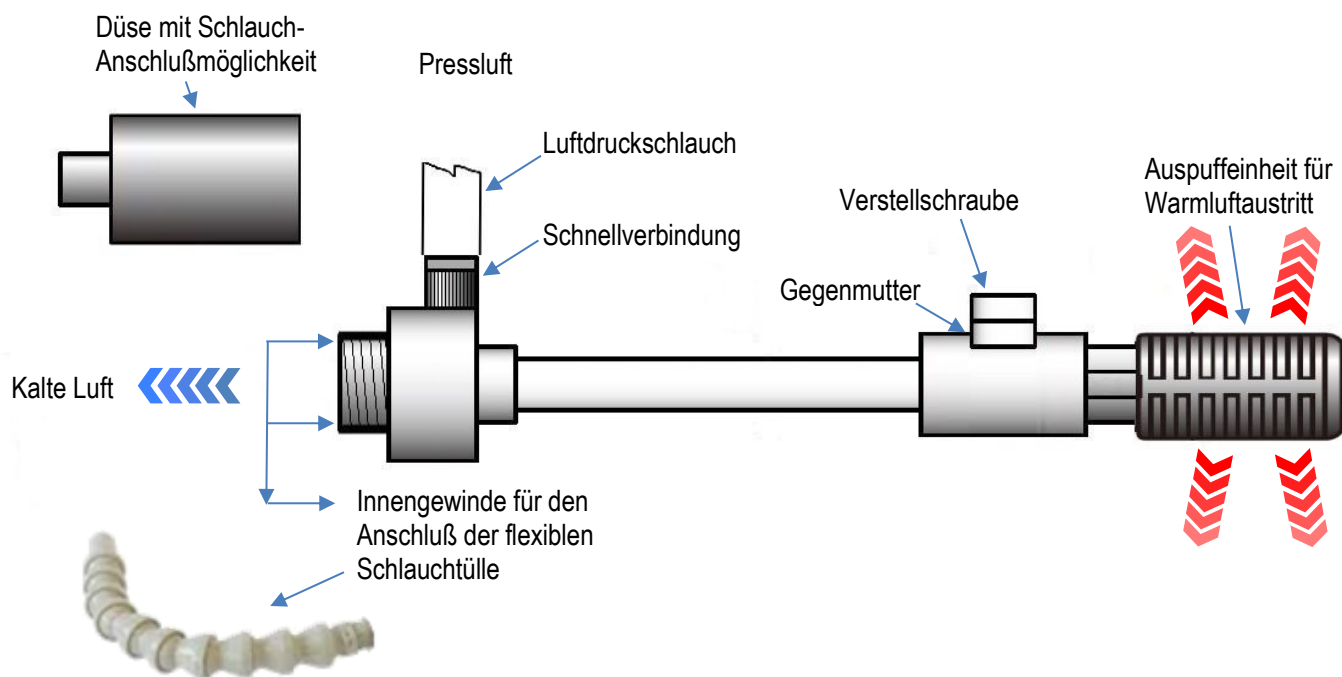 Düse mit Schlauch-
Anschlußmöglichkeit
Pressluft
Luftdruckschlauch
Schnellverbindung
Verstellschraube
Gegenmutter
Auspuffeinheit für
Warmluftaustritt
Kalte Luft
Innengewinde für den
Anschluß der flexiblen
Schlauchtülle